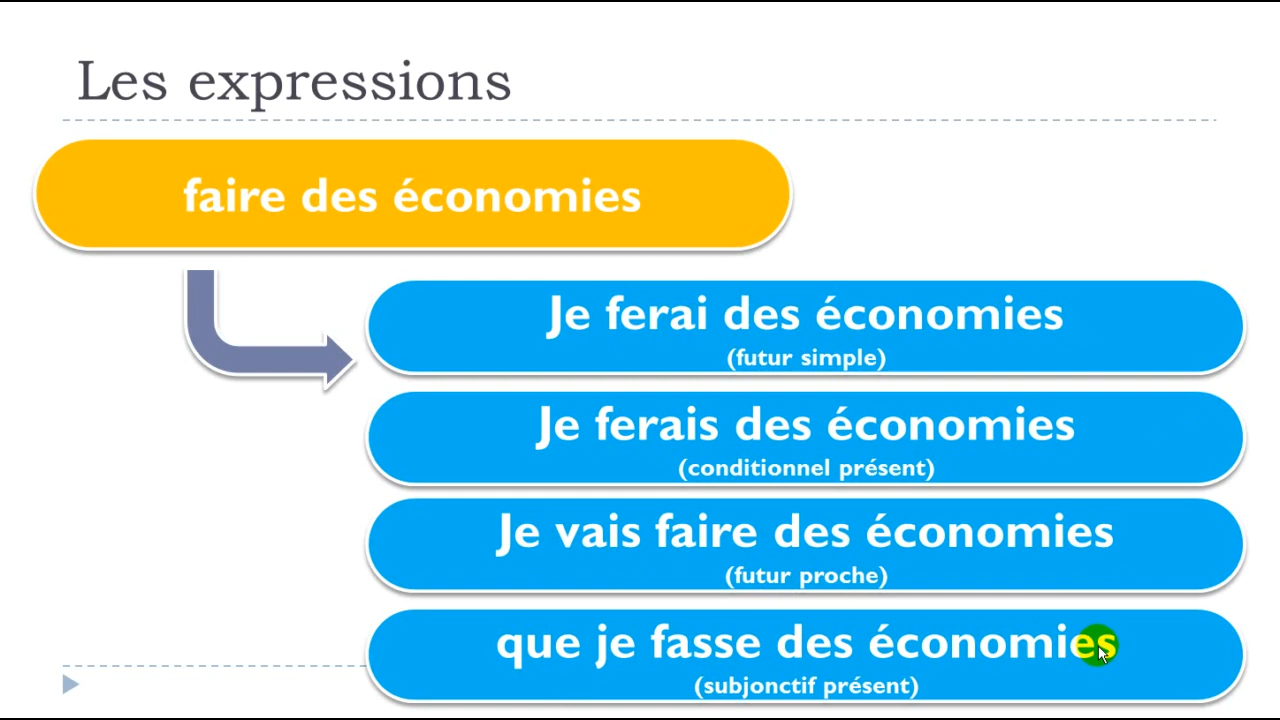 Les expressions
faire des économies
Je ferai des économies
(futur simple)
Je ferais des économies
(conditionnel présent)
Je vais faire des économies
(futur proche)
que je fasse des économies
(subjonctif présent)